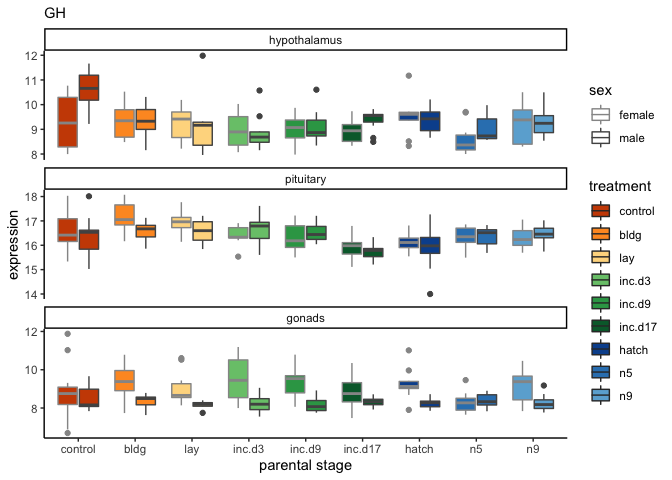 GH
hypothalamus
12
11
10
9
8
pituitary
18
17
16
15
14
gonads
12
10
8
expression
control bldg lay inc.d3 inc.d9 inc.d17 hatch n5 n9
parental stage
sex
female
male
treatment
control
bldg
lay
inc.d3
inc.d9
inc.d17
hatch
n5
n9